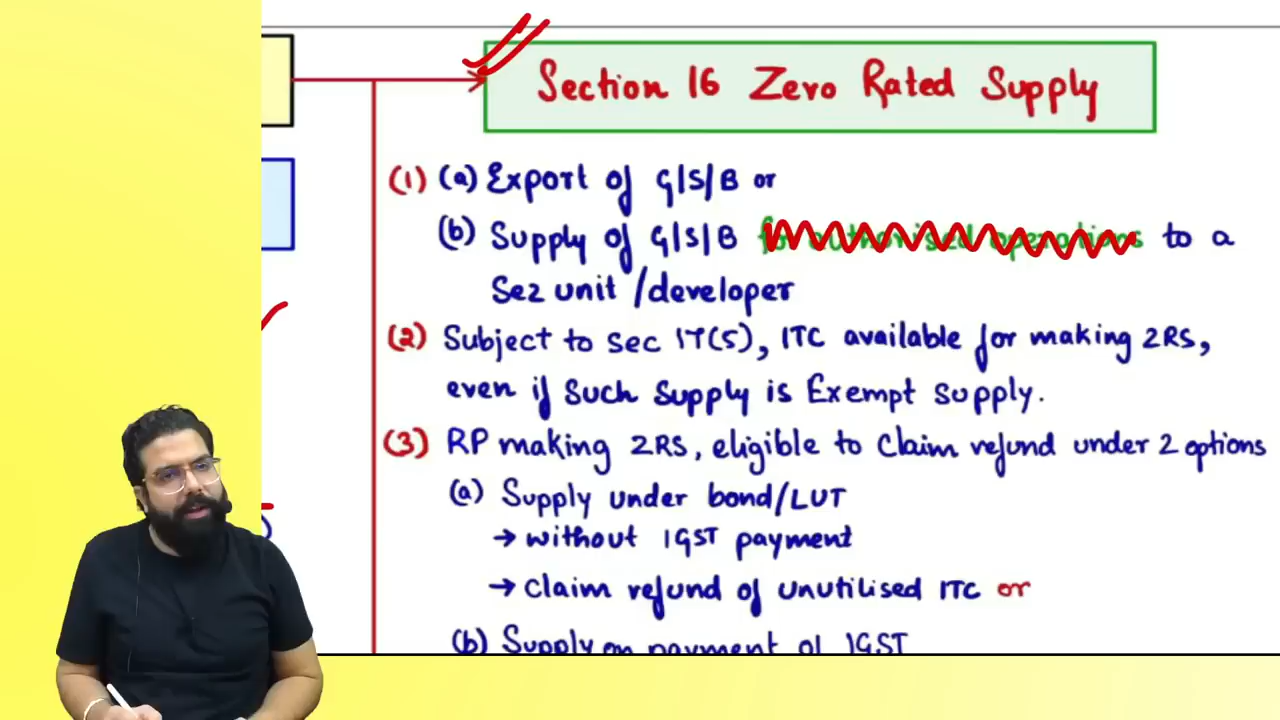 Section 16 Zero Rated Supply
(1) (a) Export of G/S/B or
(b) Supply of G/S/B for authorised operations to a
SEZ unit/developer
(2) Subject to sec 17(5), ITC available for making ZRS,
even if Such Supply is Exempt Supply.
(3) RP making ZRS, eligible to Claim refund under 2 options
(a) Supply under bond/LUT
→ without IGST payment
→ Claim refund of unutilised ITC or
(b) Supply on payment of IGST